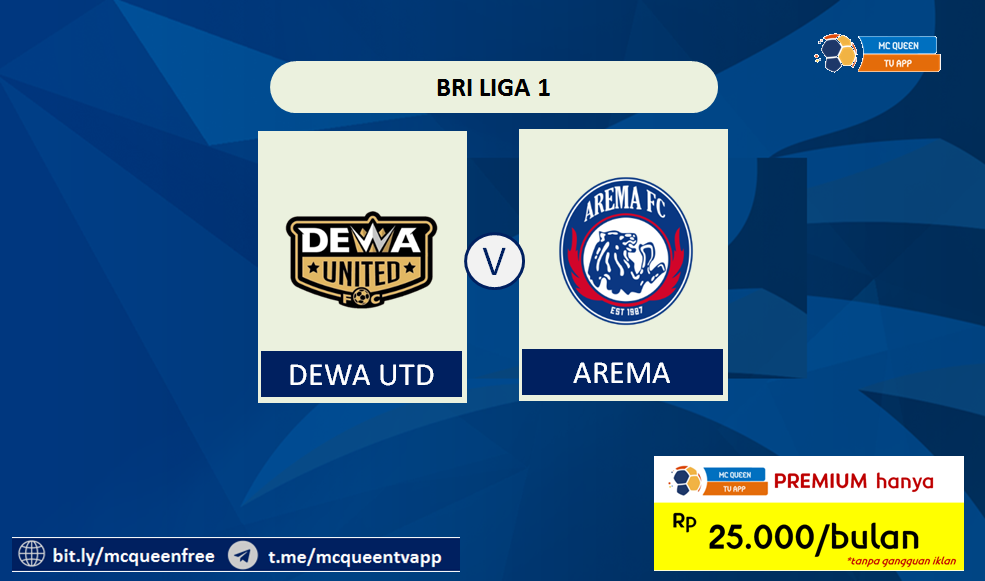 MC QUEEN
TV APP
BRI LIGA 1
DEWA
UNITED
FC
V
AREMA FC
EST 1987
DEWA UTD
AREMA
MC QUEEN
TV APP
PREMIUM hanya
Rp 25.000/bulan
*tanpa gangguan iklan
bit.ly/mcqueenfree
t.me/mcqueentvapp